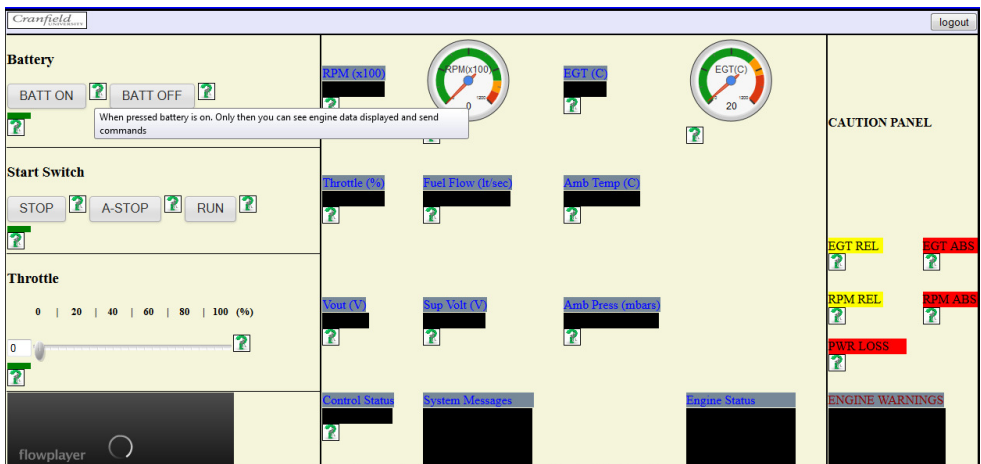 Cranfield
UNIVERSITY
logout
Battery
BATT ON
BATT OFF
When pressed battery is on. Only then you can see engine data displayed and send
commands
Start Switch
STOP
A-STOP
RUN
Throttle
0 | 20 | 40 | 60 | 80 | 100 (%)
0
flowplayer
RPM (x100)
RPM(x100)
0
EGT (C)
EGT(C)
20
Throttle (%)
Fuel Flow (lt/sec)
Amb Temp (C)
Vout (V)
Sup Volt (V)
Amb Press (mbars)
Control Status
System Messages
Engine Status
CAUTION PANEL
EGT REL
EGT ABS
RPM REL
RPM ABS
PWR LOSS
ENGINE WARNINGS